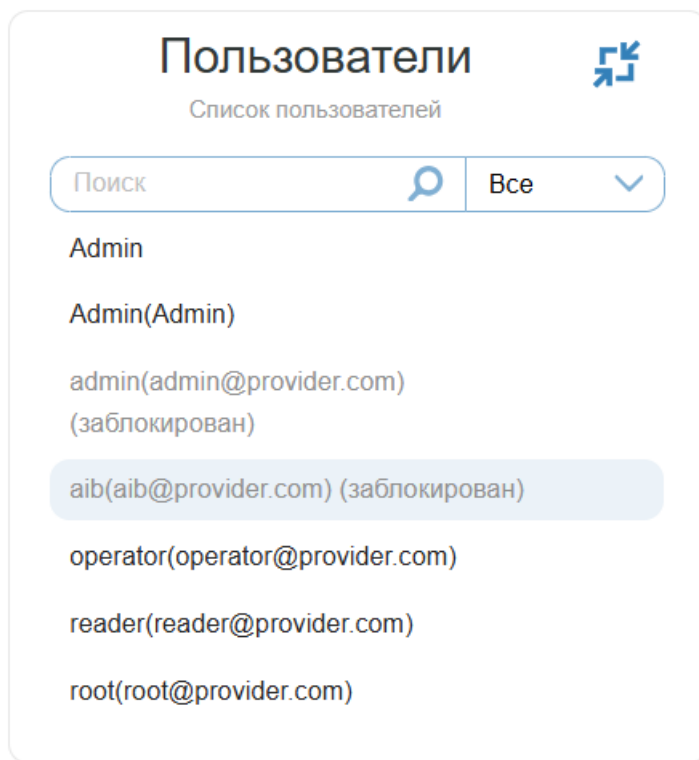 Пользователи
Список пользователей
Поиск
Все
Admin
Admin(Admin)
admin(admin@provider.com)
(заблокирован)
aib(aib@provider.com) (заблокирован)
operator(operator@provider.com)
reader(reader@provider.com)
root(root@provider.com)